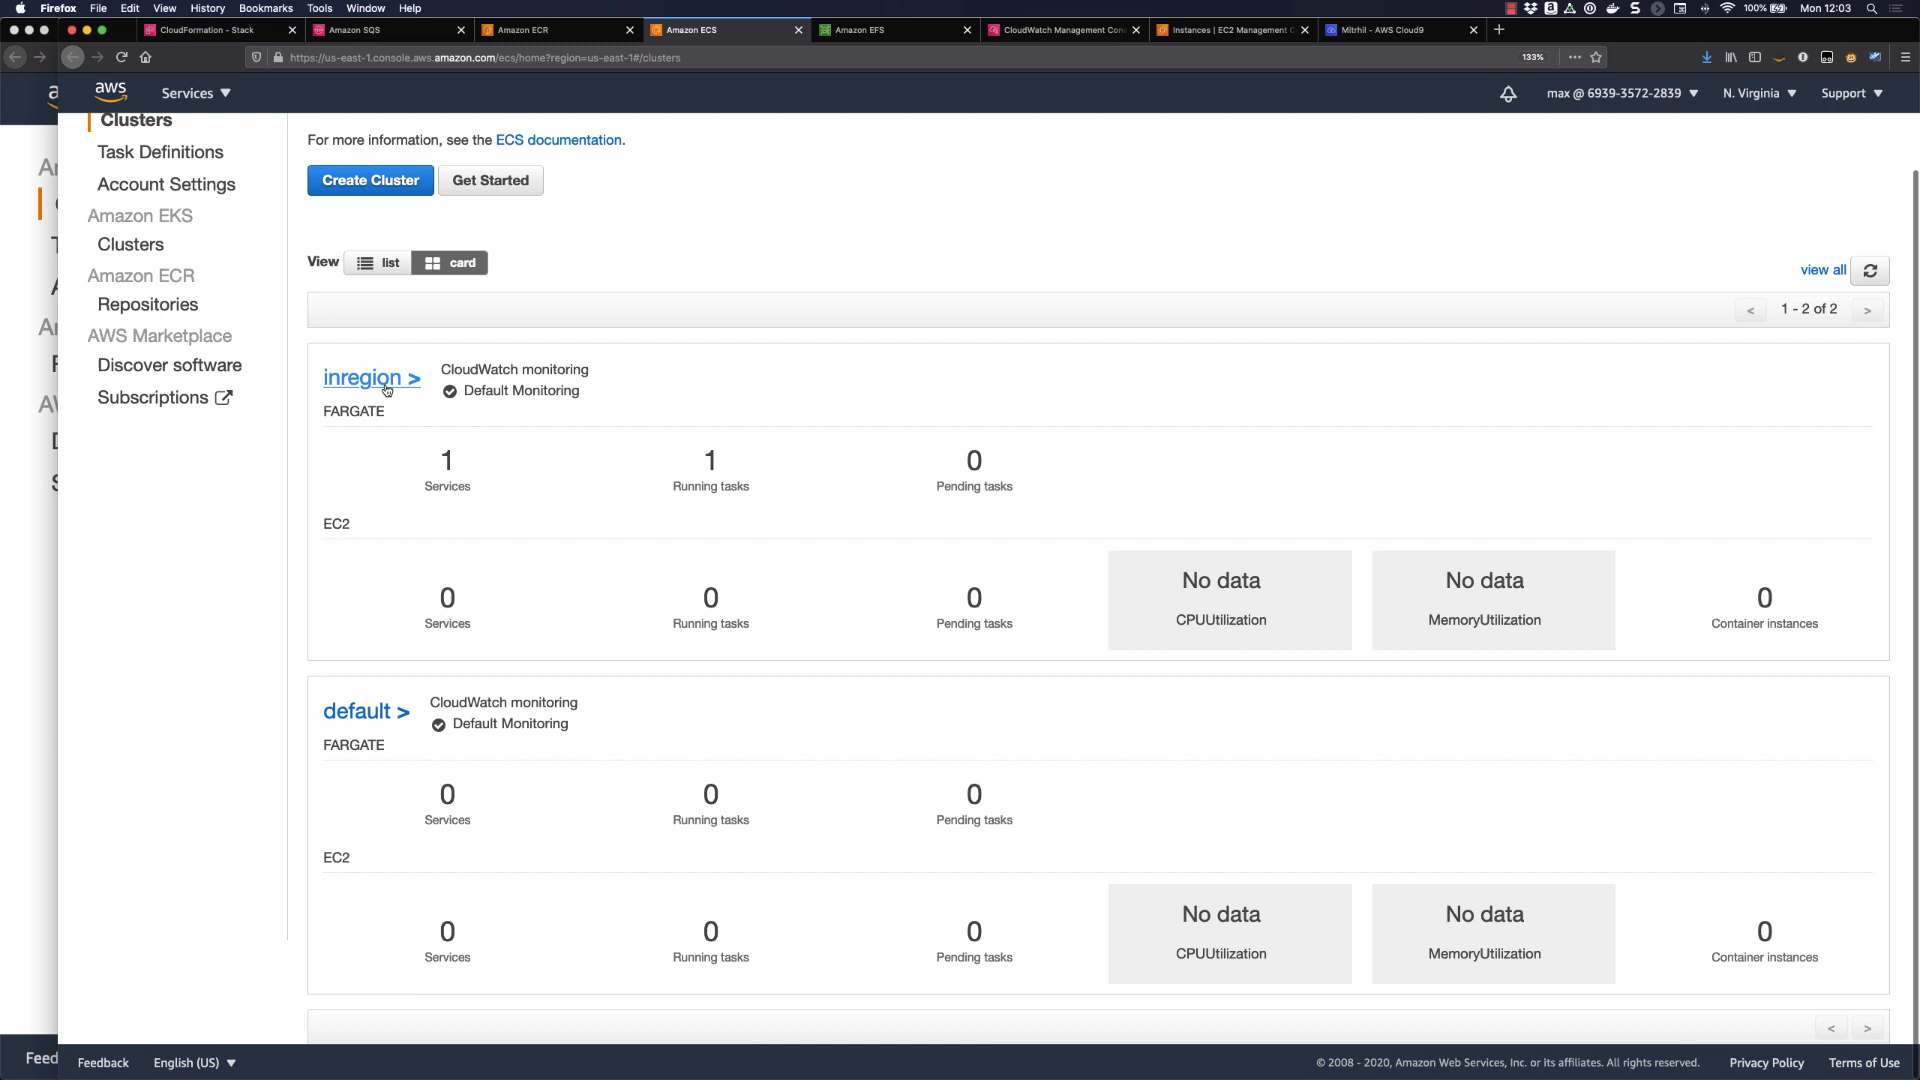 Firefox File Edit View History Bookmarks Tools Window Help
100% Mon 12:03
CloudFormation - Stack
Amazon SQS
Amazon ECR
Amazon ECS
Amazon EFS
CloudWatch Management Con
Instances | EC2 Management C
Mitrhil - AWS Cloud9
https://us-east-1.console.aws.amazon.com/ecs/home?region=us-east-1#/clusters
133%
aws
Services
max @ 6939-3572-2839
N. Virginia
Support
Clusters
Task Definitions
Account Settings
Amazon EKS
Clusters
Amazon ECR
Repositories
AWS Marketplace
Discover software
Subscriptions
For more information, see the ECS documentation.
Create Cluster
Get Started
View list card
view all
< 1 - 2 of 2 >
inregion >
CloudWatch monitoring
Default Monitoring
FARGATE
1 1 0
Services Running tasks Pending tasks
EC2
0 0 0 No data No data 0
Services Running tasks Pending tasks CPUUtilization MemoryUtilization Container instances
default >
CloudWatch monitoring
Default Monitoring
FARGATE
0 0 0
Services Running tasks Pending tasks
EC2
0 0 0 No data No data 0
Services Running tasks Pending tasks CPUUtilization MemoryUtilization Container instances
< >
Feed
Feedback
English (US)
© 2008 - 2020, Amazon Web Services, Inc. or its affiliates. All rights reserved.
Privacy Policy
Terms of Use